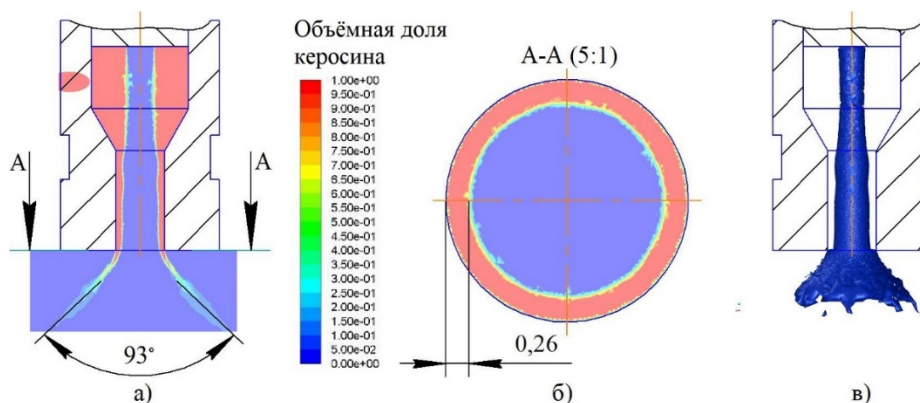 Объёмная доля
керосина
А-А (5:1)
1.00e+00
9.50e-01
9.00e-01
8.50e-01
8.00e-01
7.50e-01
7.00e-01
6.50e-01
6.00e-01
5.50e-01
5.00e-01
4.50e-01
4.00e-01
3.50e-01
3.00e-01
2.50e-01
2.00e-01
1.50e-01
1.00e-01
5.00e-02
0.00e+00
А
А
93°
0,26
а)
б)
в)